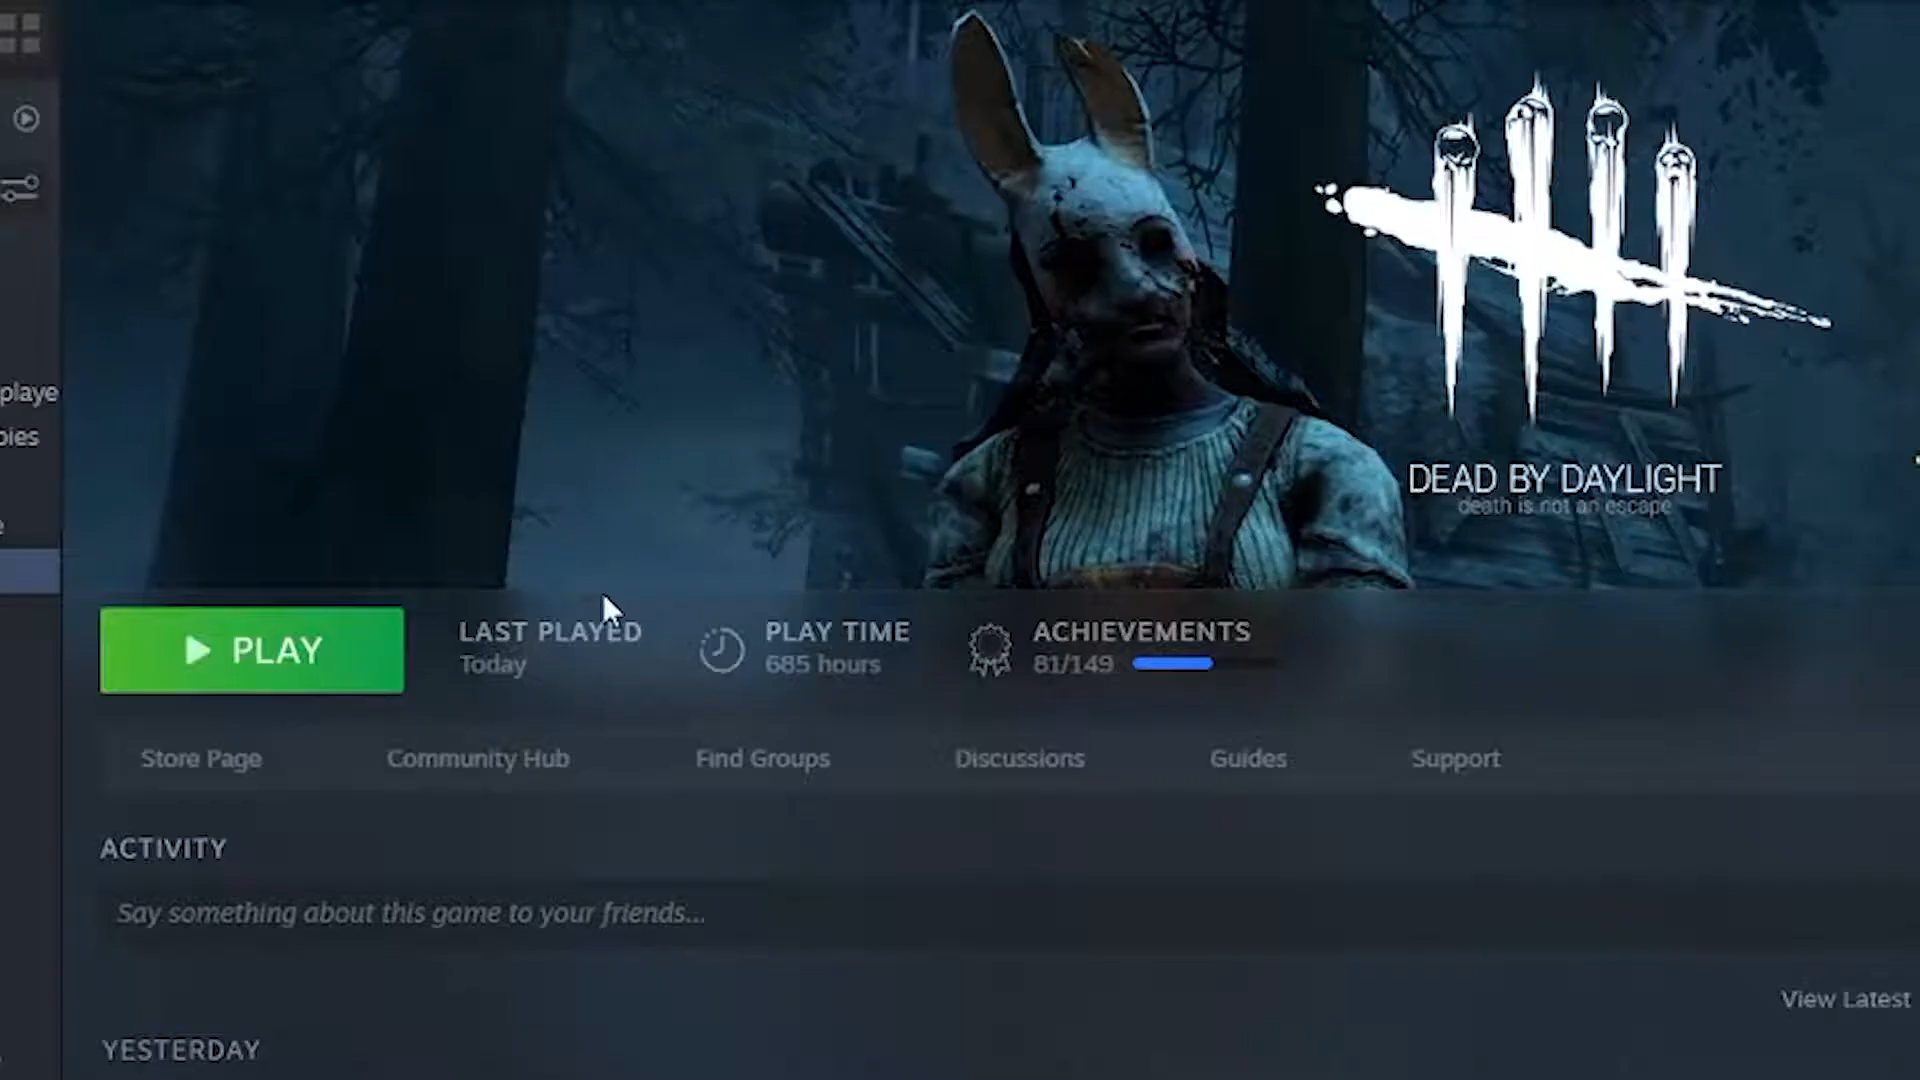 playe
pies
e
DEAD BY DAYLIGHT
death is not an escape
PLAY
LAST PLAYED
Today
PLAY TIME
685 hours
ACHIEVEMENTS
81/149
Store Page
Community Hub
Find Groups
Discussions
Guides
Support
ACTIVITY
Say something about this game to your friends...
View Latest
YESTERDAY